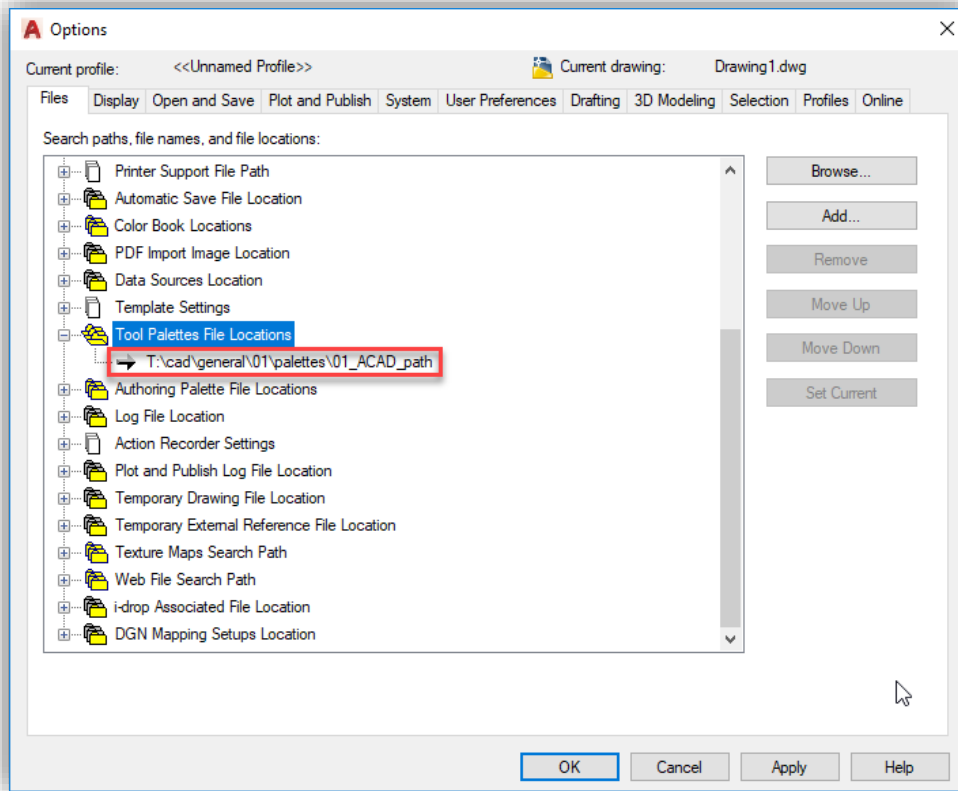 Options
Current profile: <<Unnamed Profile>> Current drawing: Drawing1.dwg
Files Display Open and Save Plot and Publish System User Preferences Drafting 3D Modeling Selection Profiles Online
Search paths, file names, and file locations:
Printer Support File Path
Browse...
Automatic Save File Location
Add...
Color Book Locations
PDF Import Image Location
Remove
Data Sources Location
Template Settings
Move Up
Tool Palettes File Locations
Move Down
T:\cad\general\01\palettes\01_ACAD_path
Authoring Palette File Locations
Set Current
Log File Location
Action Recorder Settings
Plot and Publish Log File Location
Temporary Drawing File Location
Temporary External Reference File Location
Texture Maps Search Path
Web File Search Path
i-drop Associated File Location
DGN Mapping Setups Location
OK Cancel Apply Help